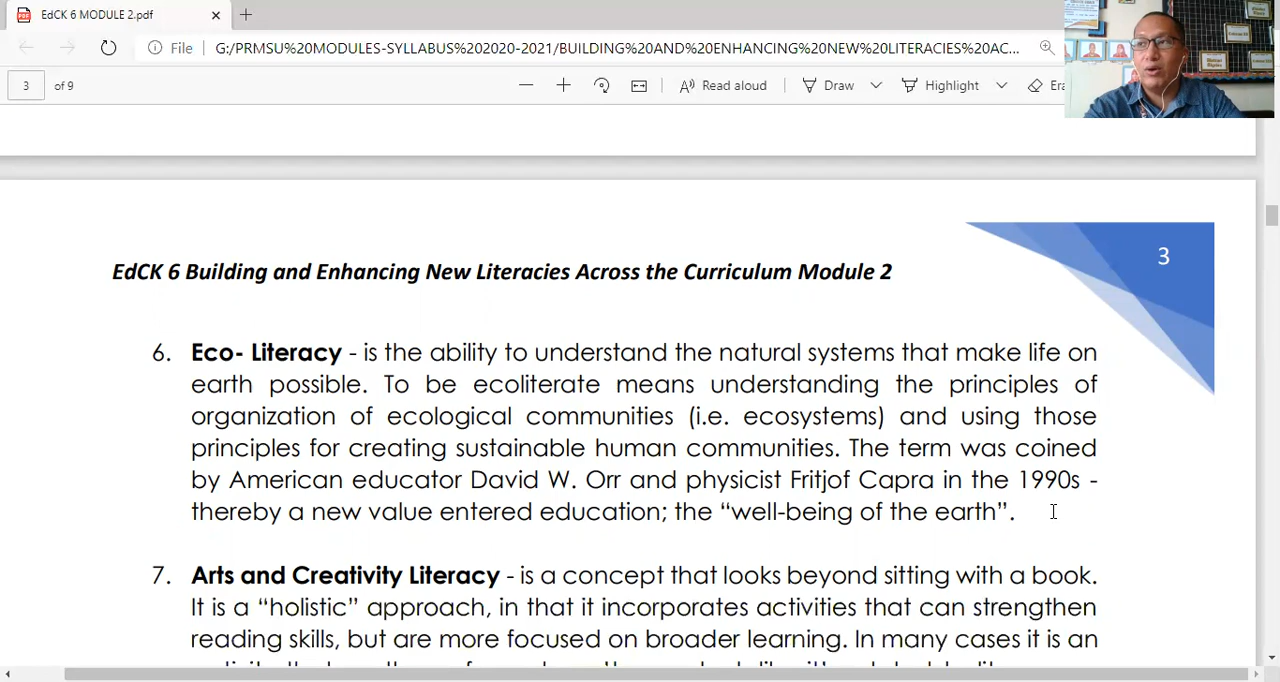 EdCK 6 MODULE 2.pdf
File G:/PRMSU%20MODULES-SYLLABUS%202020-2021/BUILDING%20AND%20ENHANCING%20NEW%20LITERACIES%20AC...
3 of 9 Read aloud Draw Highlight Era
3
EdCK 6 Building and Enhancing New Literacies Across the Curriculum Module 2
6. Eco- Literacy - is the ability to understand the natural systems that make life on
earth possible. To be ecoliterate means understanding the principles of
organization of ecological communities (i.e. ecosystems) and using those
principles for creating sustainable human communities. The term was coined
by American educator David W. Orr and physicist Fritjof Capra in the 1990s -
thereby a new value entered education; the “well-being of the earth”.
7. Arts and Creativity Literacy - is a concept that looks beyond sitting with a book.
It is a “holistic” approach, in that it incorporates activities that can strengthen
reading skills, but are more focused on broader learning. In many cases it is an